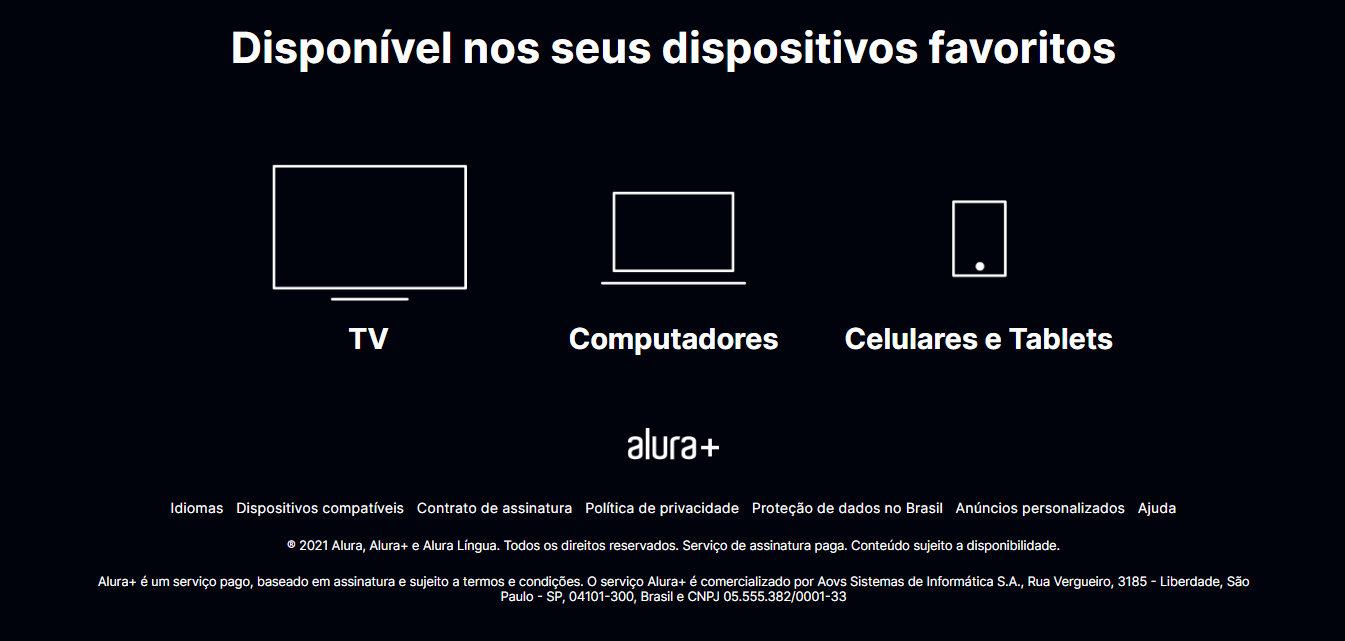 Disponível nos seus dispositivos favoritos
TV
Computadores
Celulares e Tablets
alura+
Idiomas Dispositivos compatíveis Contrato de assinatura Política de privacidade Proteção de dados no Brasil Anúncios personalizados Ajuda
® 2021 Alura, Alura+ e Alura Língua. Todos os direitos reservados. Serviço de assinatura paga. Conteúdo sujeito a disponibilidade.
Alura+ é um serviço pago, baseado em assinatura e sujeito a termos e condições. O serviço Alura+ é comercializado por Aovs Sistemas de Informática S.A., Rua Vergueiro, 3185 - Liberdade, São
Paulo - SP, 04101-300, Brasil e CNPJ 05.555.382/0001-33